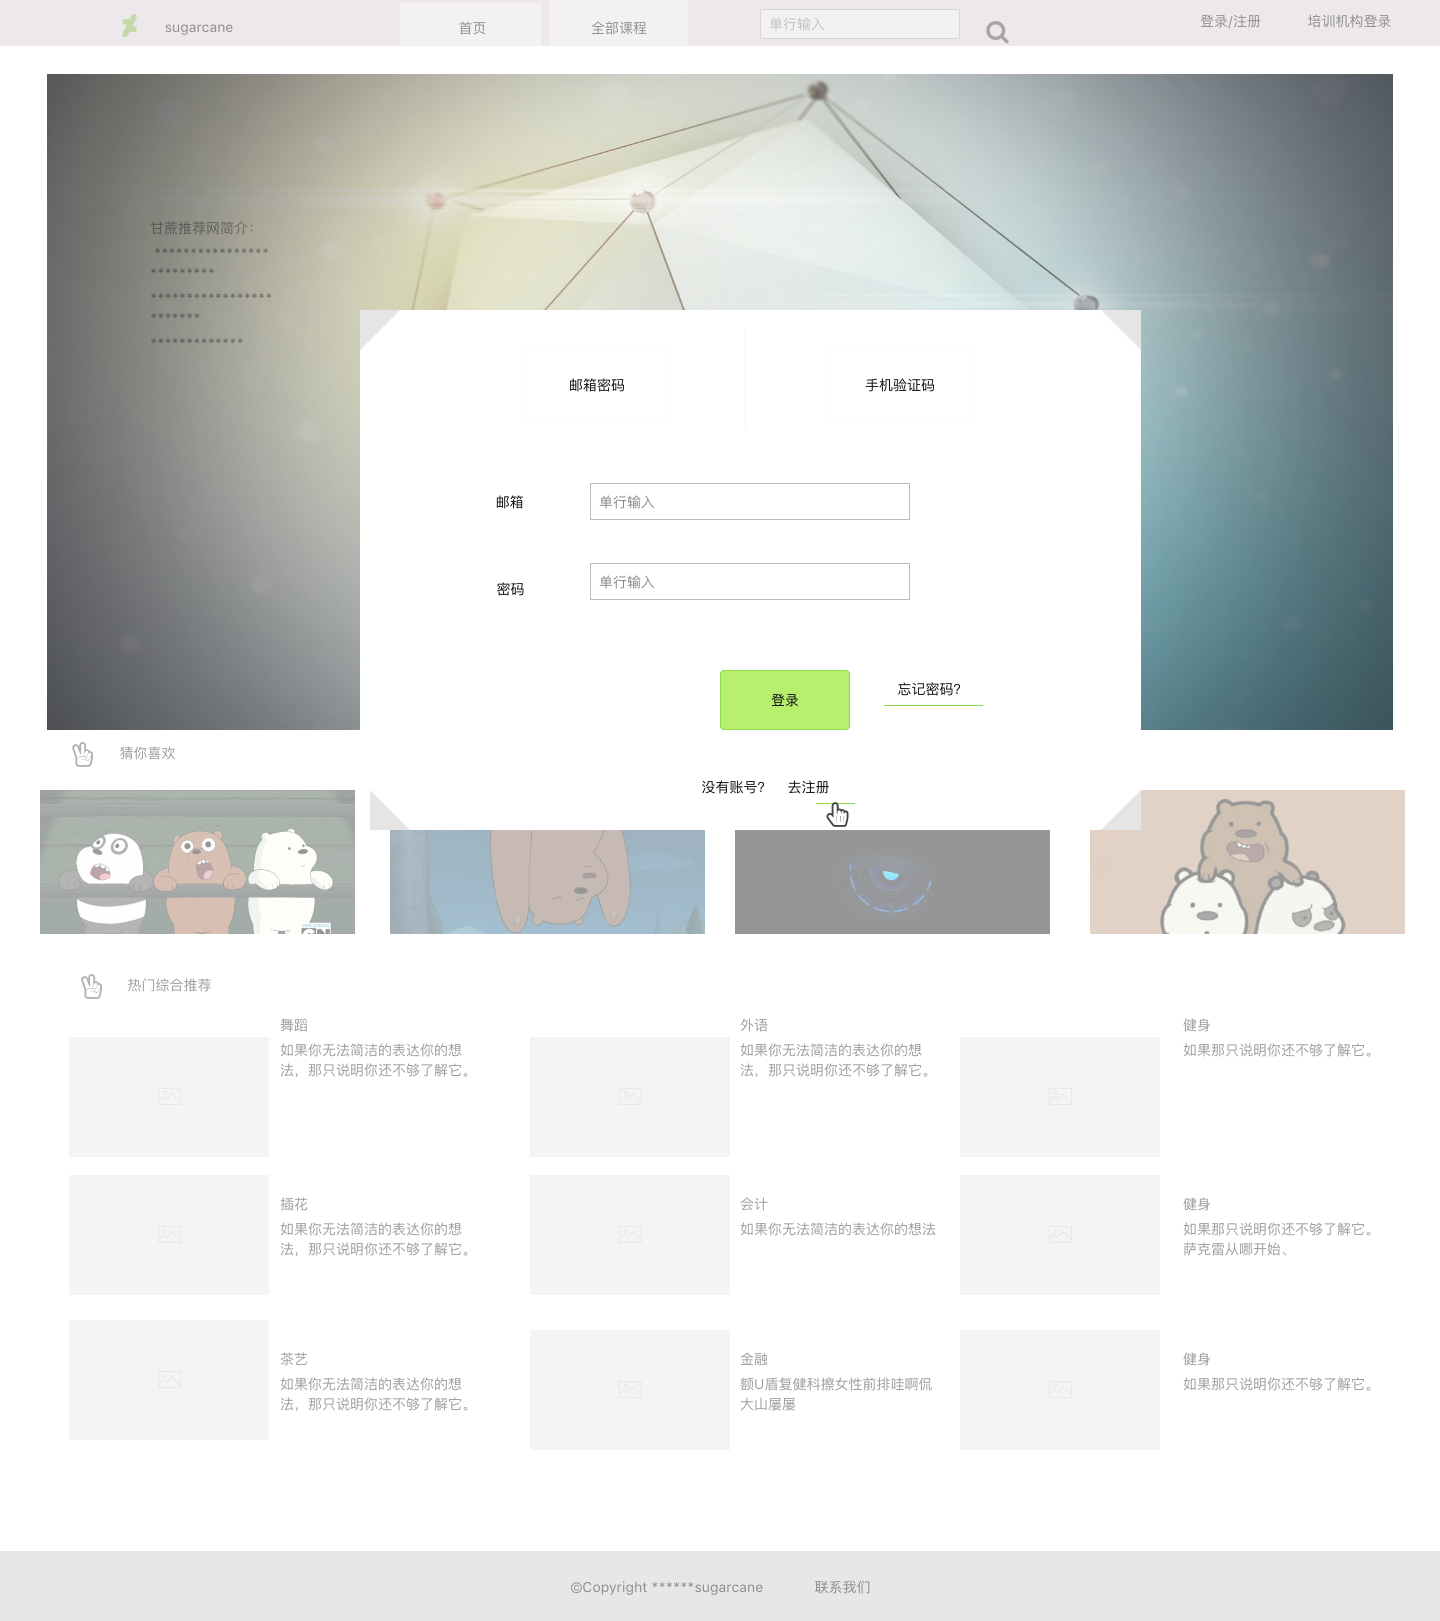 sugarcane
首页
全部课程
单行输入
登录/注册
培训机构登录
甘蔗推荐网简介：
****************
*********
*****************
*******
*************
邮箱密码
手机验证码
邮箱
单行输入
密码
单行输入
登录
忘记密码?
没有账号?
去注册
猜你喜欢
热门综合推荐
舞蹈
如果你无法简洁的表达你的想
法，那只说明你还不够了解它。
外语
如果你无法简洁的表达你的想
法，那只说明你还不够了解它。
健身
如果那只说明你还不够了解它。
插花
如果你无法简洁的表达你的想
法，那只说明你还不够了解它。
会计
如果你无法简洁的表达你的想法
健身
如果那只说明你还不够了解它。
萨克雷从哪开始、
茶艺
如果你无法简洁的表达你的想
法，那只说明你还不够了解它。
金融
额U盾复健科擦女性前排哇啊侃
大山屡屡
健身
如果那只说明你还不够了解它。
©Copyright ******sugarcane
联系我们